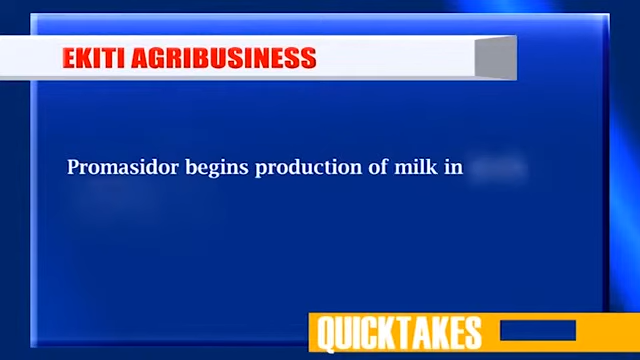 EKITI AGRIBUSINESS
Promasidor begins production of milk in
QUICKTAKES